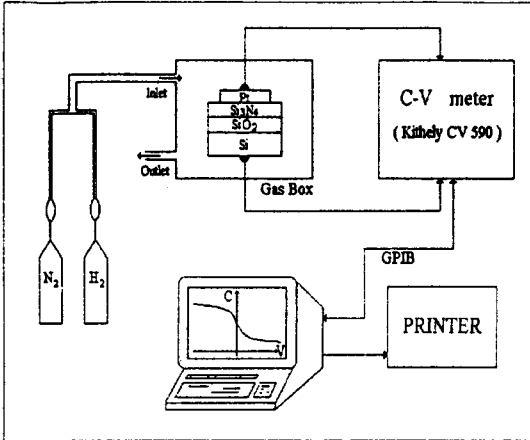 Inlet
Pt
Si3N4
SiO2
Si
Outlet
Gas Box
C-V meter
( Kithely CV 590 )
N2
H2
GPIB
C
V
PRINTER